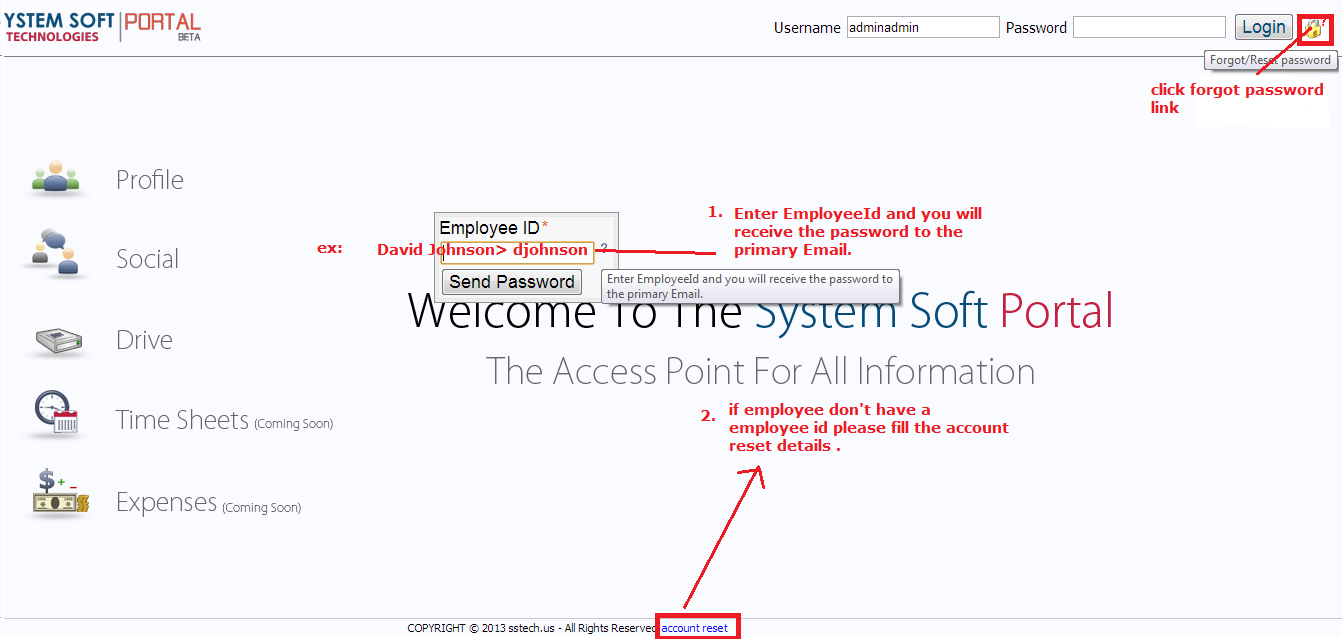 YSTEM SOFT PORTAL
TECHNOLOGIES BETA
Username adminadmin Password Login
Forgot/Reset password
click forgot password
link
Profile
Employee ID*
1. Enter EmployeeId and you will
receive the password to the
primary Email.
ex: David Johnson> djohnson ?
Social
Send Password
Enter EmployeeId and you will receive the password to
the primary Email.
Welcome To The System Soft Portal
Drive
The Access Point For All Information
2. if employee don't have a
employee id please fill the account
reset details .
Time Sheets (Coming Soon)
Expenses (Coming Soon)
COPYRIGHT © 2013 sstech.us - All Rights Reserved account reset